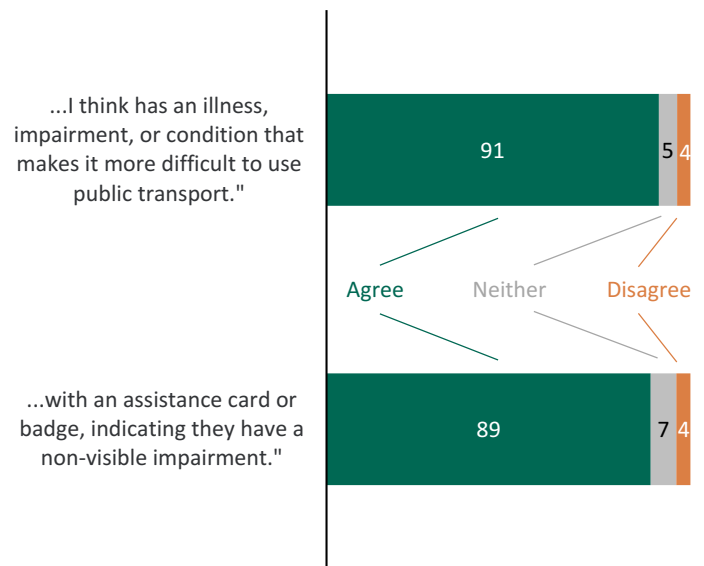 ...I think has an illness,
impairment, or condition that
makes it more difficult to use
public transport."
91 5 4
Agree Neither Disagree
...with an assistance card or
badge, indicating they have a
non-visible impairment."
89 7 4